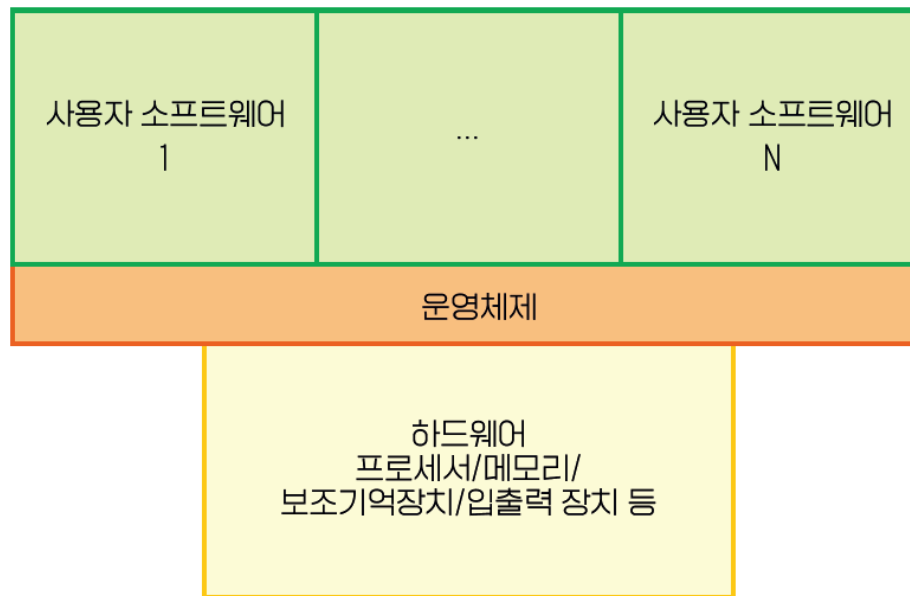 사용자 소프트웨어
1
...
사용자 소프트웨어
N
운영체제
하드웨어
프로세서/메모리/
보조기억장치/입출력 장치 등